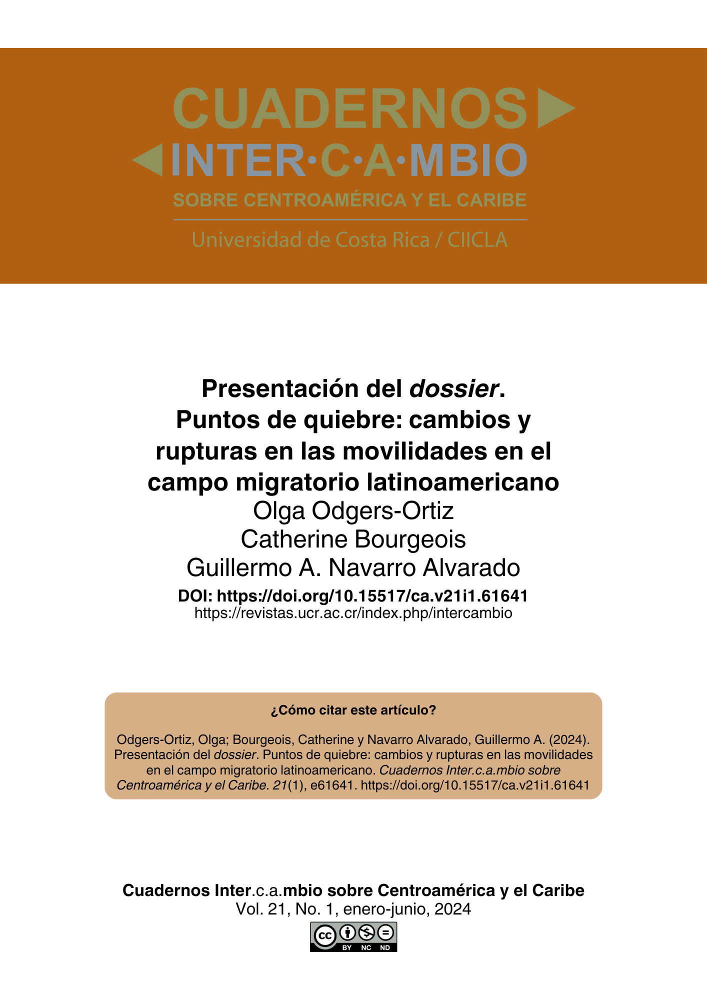 CUADERNOS
INTER•C•A•MBIO
SOBRE CENTROAMÉRICA Y EL CARIBE
Universidad de Costa Rica / CIICLA
Presentación del dossier.
Puntos de quiebre: cambios y
rupturas en las movilidades en el
campo migratorio latinoamericano
Olga Odgers-Ortiz
Catherine Bourgeois
Guillermo A. Navarro Alvarado
DOI: https://doi.org/10.15517/ca.v21i1.61641
https://revistas.ucr.ac.cr/index.php/intercambio
¿Cómo citar este artículo?
Odgers-Ortiz, Olga; Bourgeois, Catherine y Navarro Alvarado, Guillermo A. (2024).
Presentación del dossier. Puntos de quiebre: cambios y rupturas en las movilidades
en el campo migratorio latinoamericano. Cuadernos Inter.c.a.mbio sobre
Centroamérica y el Caribe. 21(1), e61641. https://doi.org/10.15517/ca.v21i1.61641
Cuadernos Inter.c.a.mbio sobre Centroamérica y el Caribe
Vol. 21, No. 1, enero-junio, 2024
cc
BY NC ND